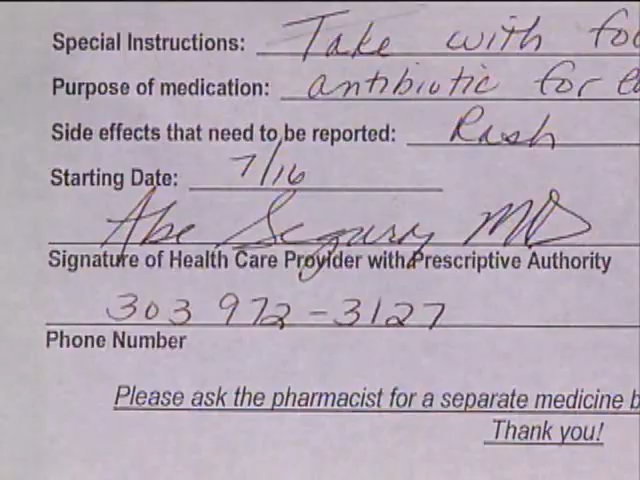 Special Instructions: Take with foo
Purpose of medication: antibiotic for ea
Side effects that need to be reported: Rash
Starting Date: 7/16
Abe Segura MD
Signature of Health Care Provider with Prescriptive Authority
303 972-3127
Phone Number
Please ask the pharmacist for a separate medicine b
Thank you!